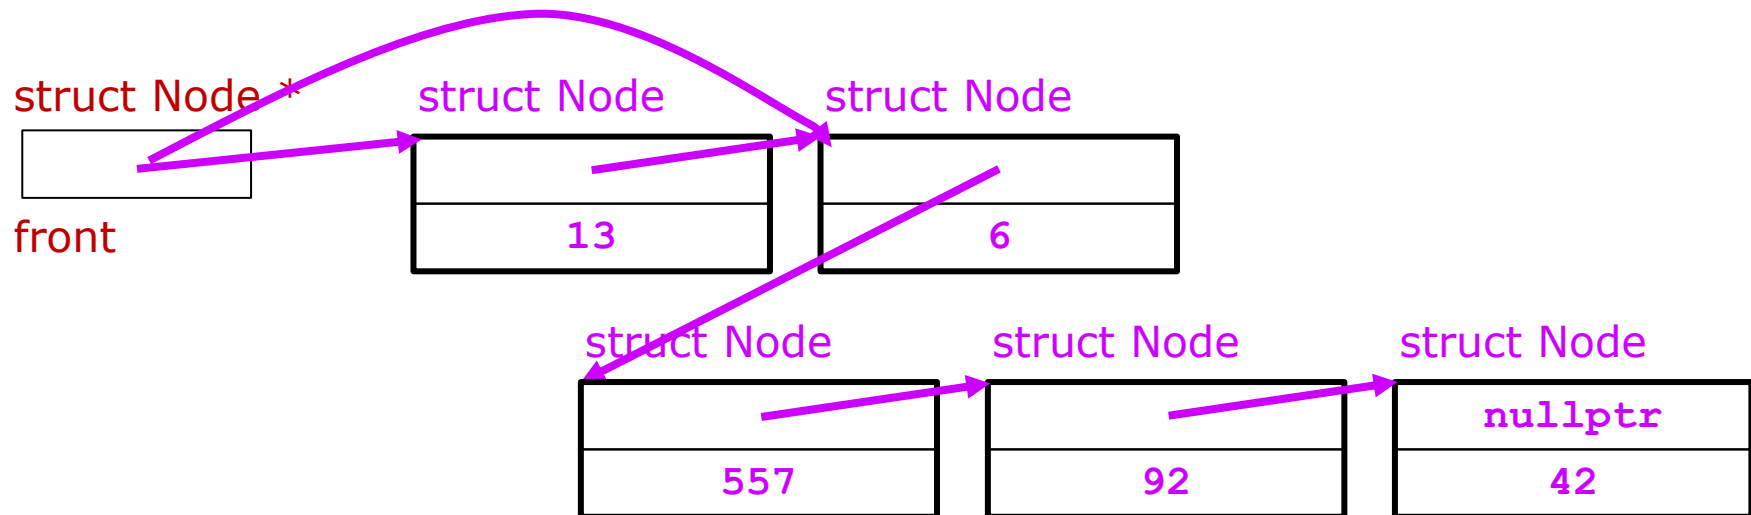 struct Node *
struct Node
struct Node
front
13
6
struct Node
struct Node
struct Node
nullptr
557
92
42